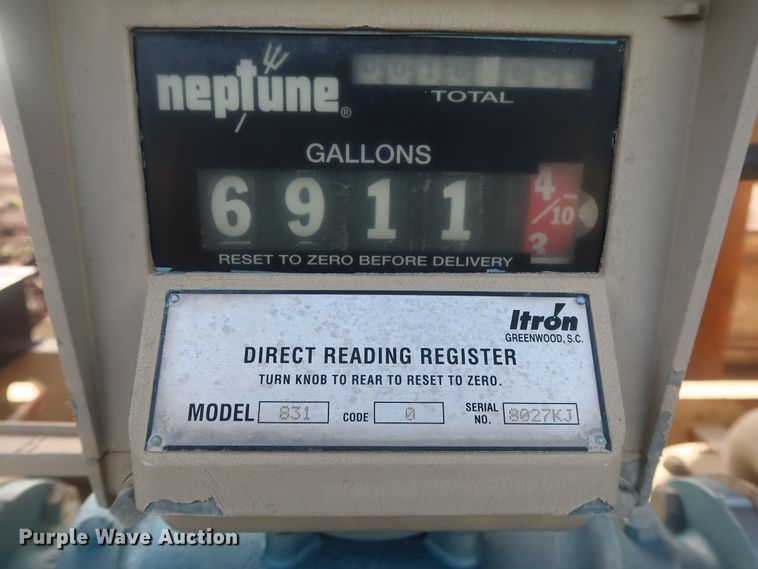 neptune®
TOTAL
GALLONS
6 9 1 1 4/10
3
RESET TO ZERO BEFORE DELIVERY
Itron
GREENWOOD, S.C.
DIRECT READING REGISTER
TURN KNOB TO REAR TO RESET TO ZERO.
MODEL 831 CODE 0 SERIAL NO. 8027KJ
Purple Wave Auction